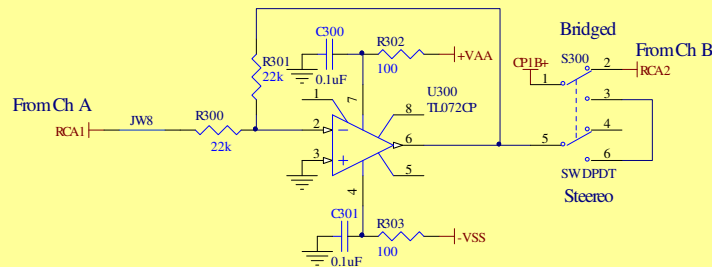 C300
R302
+VAA
0.1uF
100
Bridged
CP1B+
S300
From Ch B
1
2
RCA2
R301
22k
1
7
U300
TL072CP
8
3
From Ch A
RCA1
JW8
R300
22k
2
3
6
5
4
5
4
6
SWDPDT
Steereo
C301
R303
-VSS
0.1uF
100